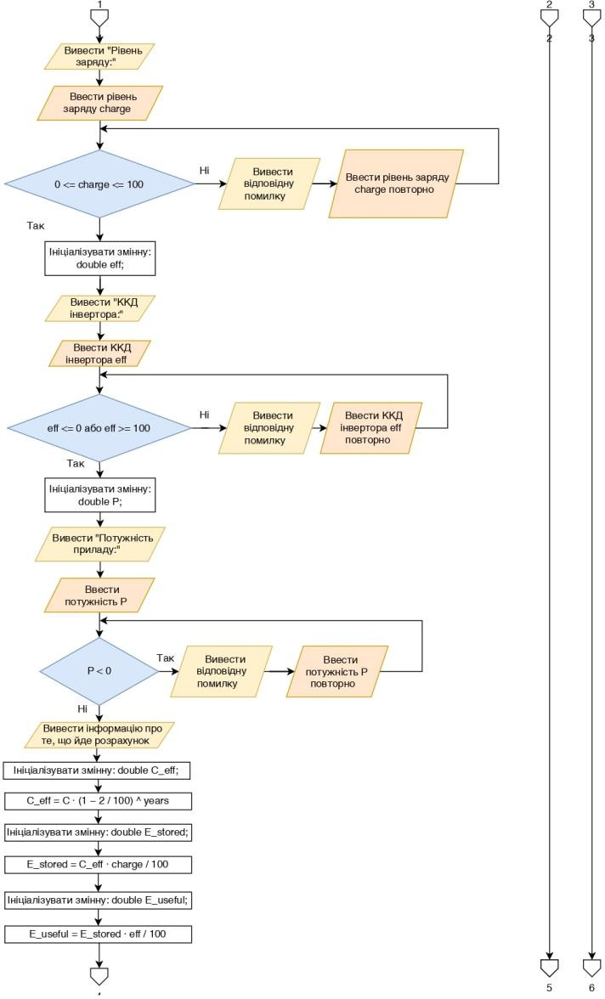 1
2
3
2
3
Вивести "Рівень
заряду:"
Ввести рівень
заряду charge
0 <= charge <= 100
Ні
Вивести
відповідну
помилку
Ввести рівень заряду
charge повторно
Так
Ініціалізувати змінну:
double eff;
Вивести "ККД
інвертора:"
Ввести ККД
інвертора eff
eff <= 0 або eff >= 100
Ні
Вивести
відповідну
помилку
Ввести ККД
інвертора eff
повторно
Так
Ініціалізувати змінну:
double P;
Вивести "Потужність
приладу:"
Ввести
потужність P
P < 0
Так
Вивести
відповідну
помилку
Ввести
потужність P
повторно
Ні
Вивести інформацію про
те, що йде розрахунок
Ініціалізувати змінну: double C_eff;
C_eff = C · (1 − 2 / 100) ^ years
Ініціалізувати змінну: double E_stored;
E_stored = C_eff · charge / 100
Ініціалізувати змінну: double E_useful;
E_useful = E_stored · eff / 100
5
6